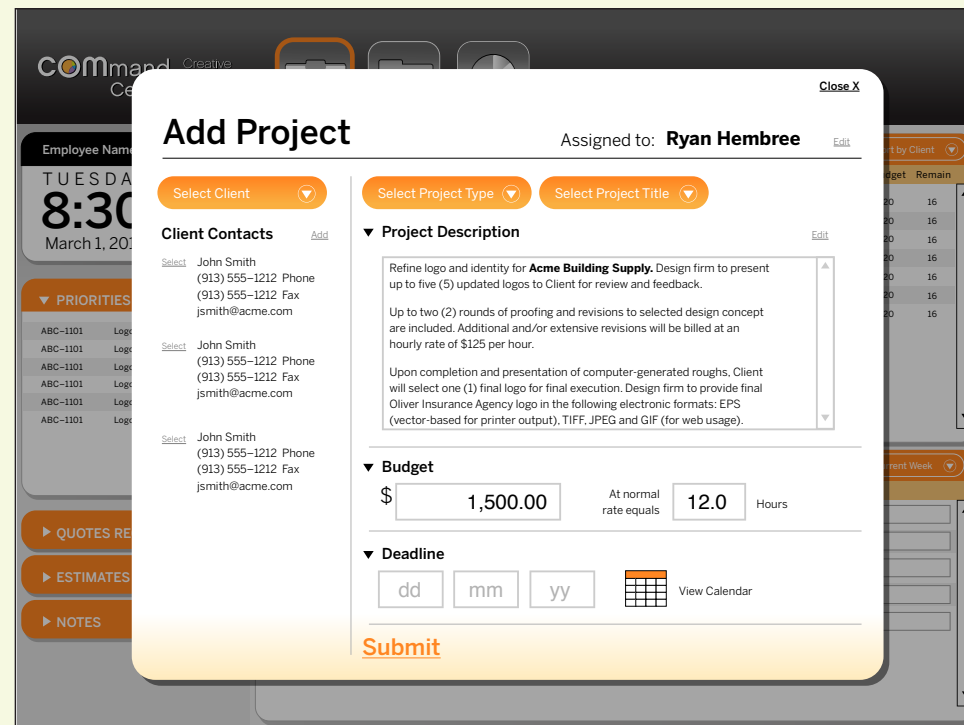 COMmand Creative
Ce
Close X
Add Project
Assigned to: Ryan Hembree Edit
Employee Name
TUESDA
8:30
March 1, 201
PRIORITIES
ABC–1101 Logo
ABC–1101 Logo
ABC–1101 Logo
ABC–1101 Logo
ABC–1101 Logo
ABC–1101 Logo
QUOTES RE
ESTIMATES
NOTES
Select Client
Client Contacts Add
Select John Smith
(913) 555–1212 Phone
(913) 555–1212 Fax
jsmith@acme.com
Select John Smith
(913) 555–1212 Phone
(913) 555–1212 Fax
jsmith@acme.com
Select John Smith
(913) 555–1212 Phone
(913) 555–1212 Fax
jsmith@acme.com
Select Project Type Select Project Title
Project Description Edit
Refine logo and identity for Acme Building Supply. Design firm to present
up to five (5) updated logos to Client for review and feedback.
Up to two (2) rounds of proofing and revisions to selected design concept
are included. Additional and/or extensive revisions will be billed at an
hourly rate of $125 per hour.
Upon completion and presentation of computer-generated roughs, Client
will select one (1) final logo for final execution. Design firm to provide final
Oliver Insurance Agency logo in the following electronic formats: EPS
(vector-based for printer output), TIFF, JPEG and GIF (for web usage).
Budget
$ 1,500.00 At normal
rate equals 12.0 Hours
Deadline
dd mm yy View Calendar
Submit
rt by Client
dget Remain
20 16
20 16
20 16
20 16
20 16
20 16
20 16
rrent Week